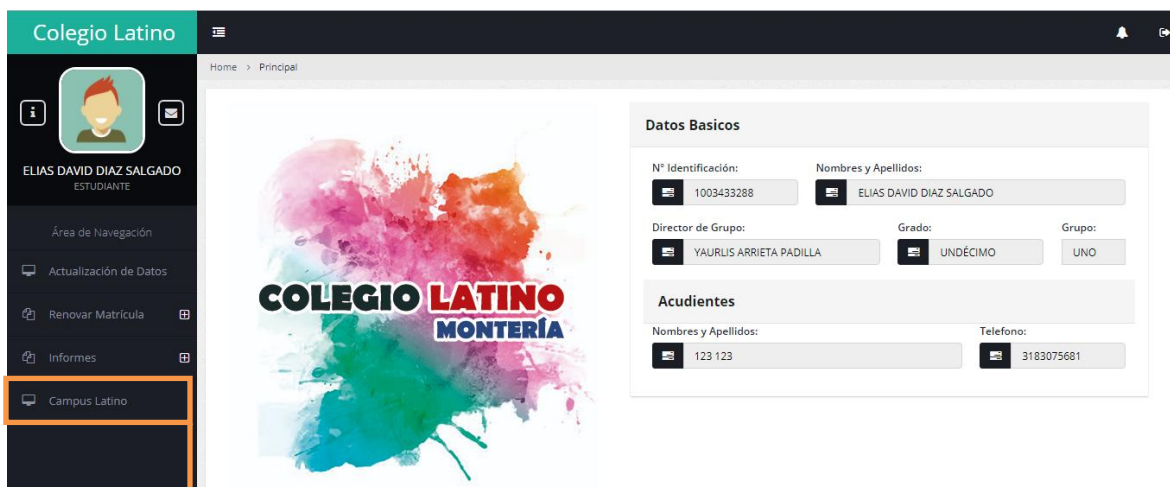 Colegio Latino
Home > Principal
i
ELIAS DAVID DIAZ SALGADO
ESTUDIANTE
Área de Navegación
Actualización de Datos
Renovar Matrícula
Informes
Campus Latino
COLEGIO LATINO
MONTERÍA
Datos Basicos
N° Identificación: Nombres y Apellidos:
1003433288 ELIAS DAVID DIAZ SALGADO
Director de Grupo: Grado: Grupo:
YAURLIS ARRIETA PADILLA UNDÉCIMO UNO
Acudientes
Nombres y Apellidos: Telefono:
123 123 3183075681